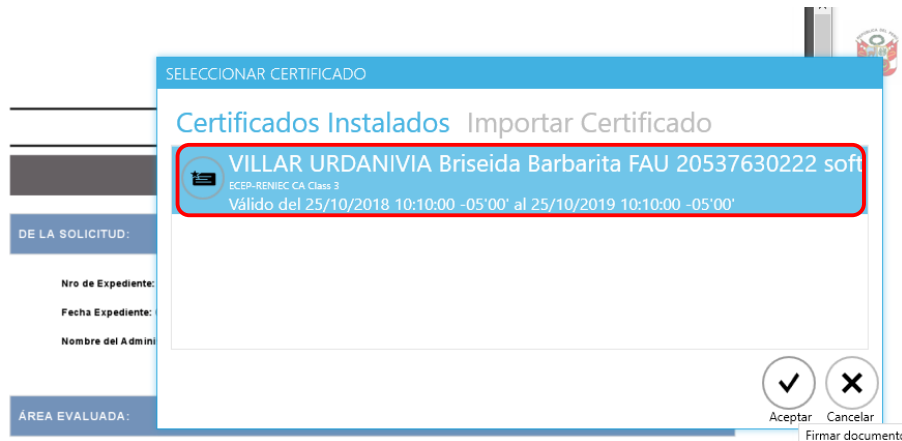 SELECCIONAR CERTIFICADO
Certificados Instalados Importar Certificado
VILLAR URDANIVIA Briseida Barbarita FAU 20537630222 soft
ECEP-RENIEC CA Class 3
Válido del 25/10/2018 10:10:00 -05'00' al 25/10/2019 10:10:00 -05'00'
DE LA SOLICITUD:
Nro de Expediente:
Fecha Expediente:
Nombre del Admini
ÁREA EVALUADA:
Aceptar Cancelar
Firmar documento